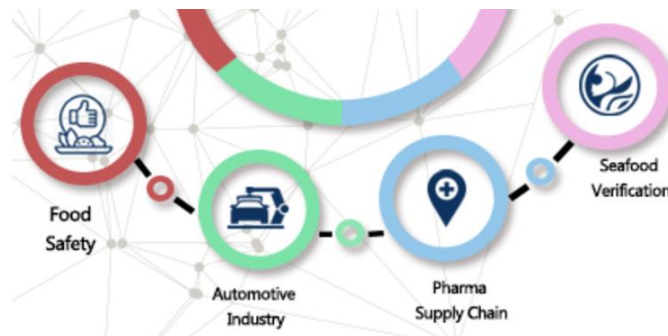 Food
Safety
Automotive
Industry
Pharma
Supply Chain
Seafood
Verification